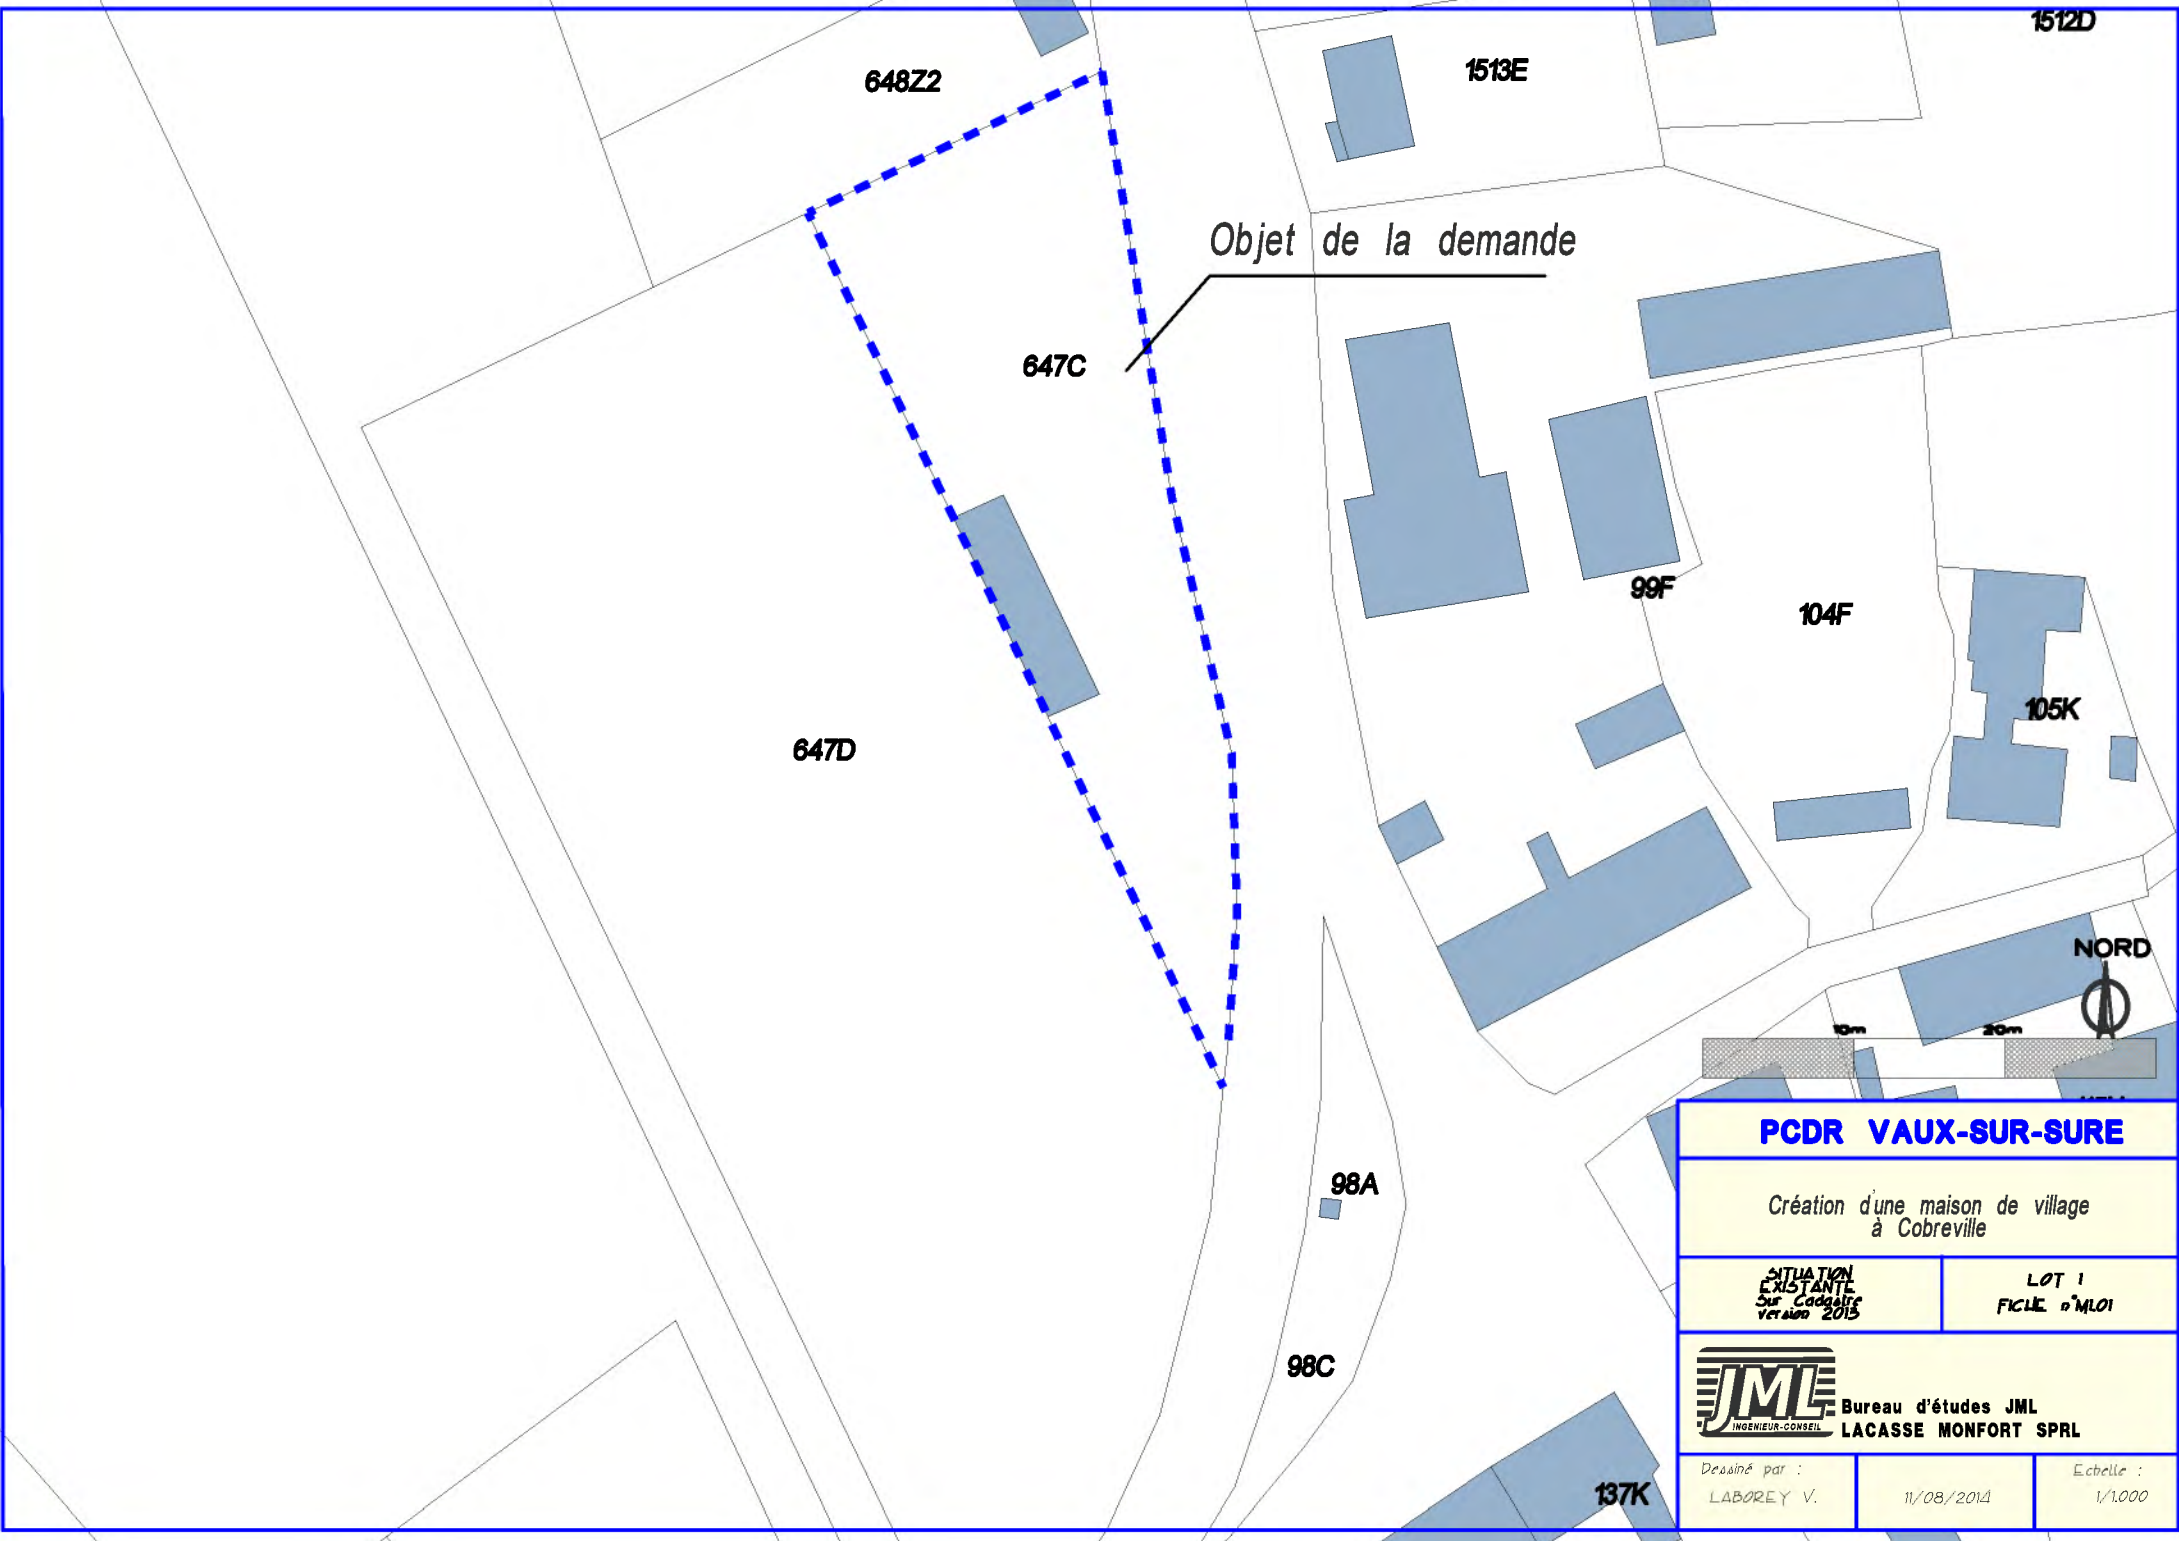 1512D
648Z2
1513E
Objet de la demande
647C
99F
104F
105K
647D
NORD
10m 20m
PCDR VAUX-SUR-SURE
98A
Création d'une maison de village
à Cobreville
SITUATION
EXISTANTE
Sur Cadastre
version 2013
LOT 1
FICHE n°ML01
98C
JML
INGENIEUR-CONSEIL
Bureau d'études JML
LACASSE MONFORT SPRL
137K
Dessiné par :
LABOREY V.
11/08/2014
Echelle :
1/1.000